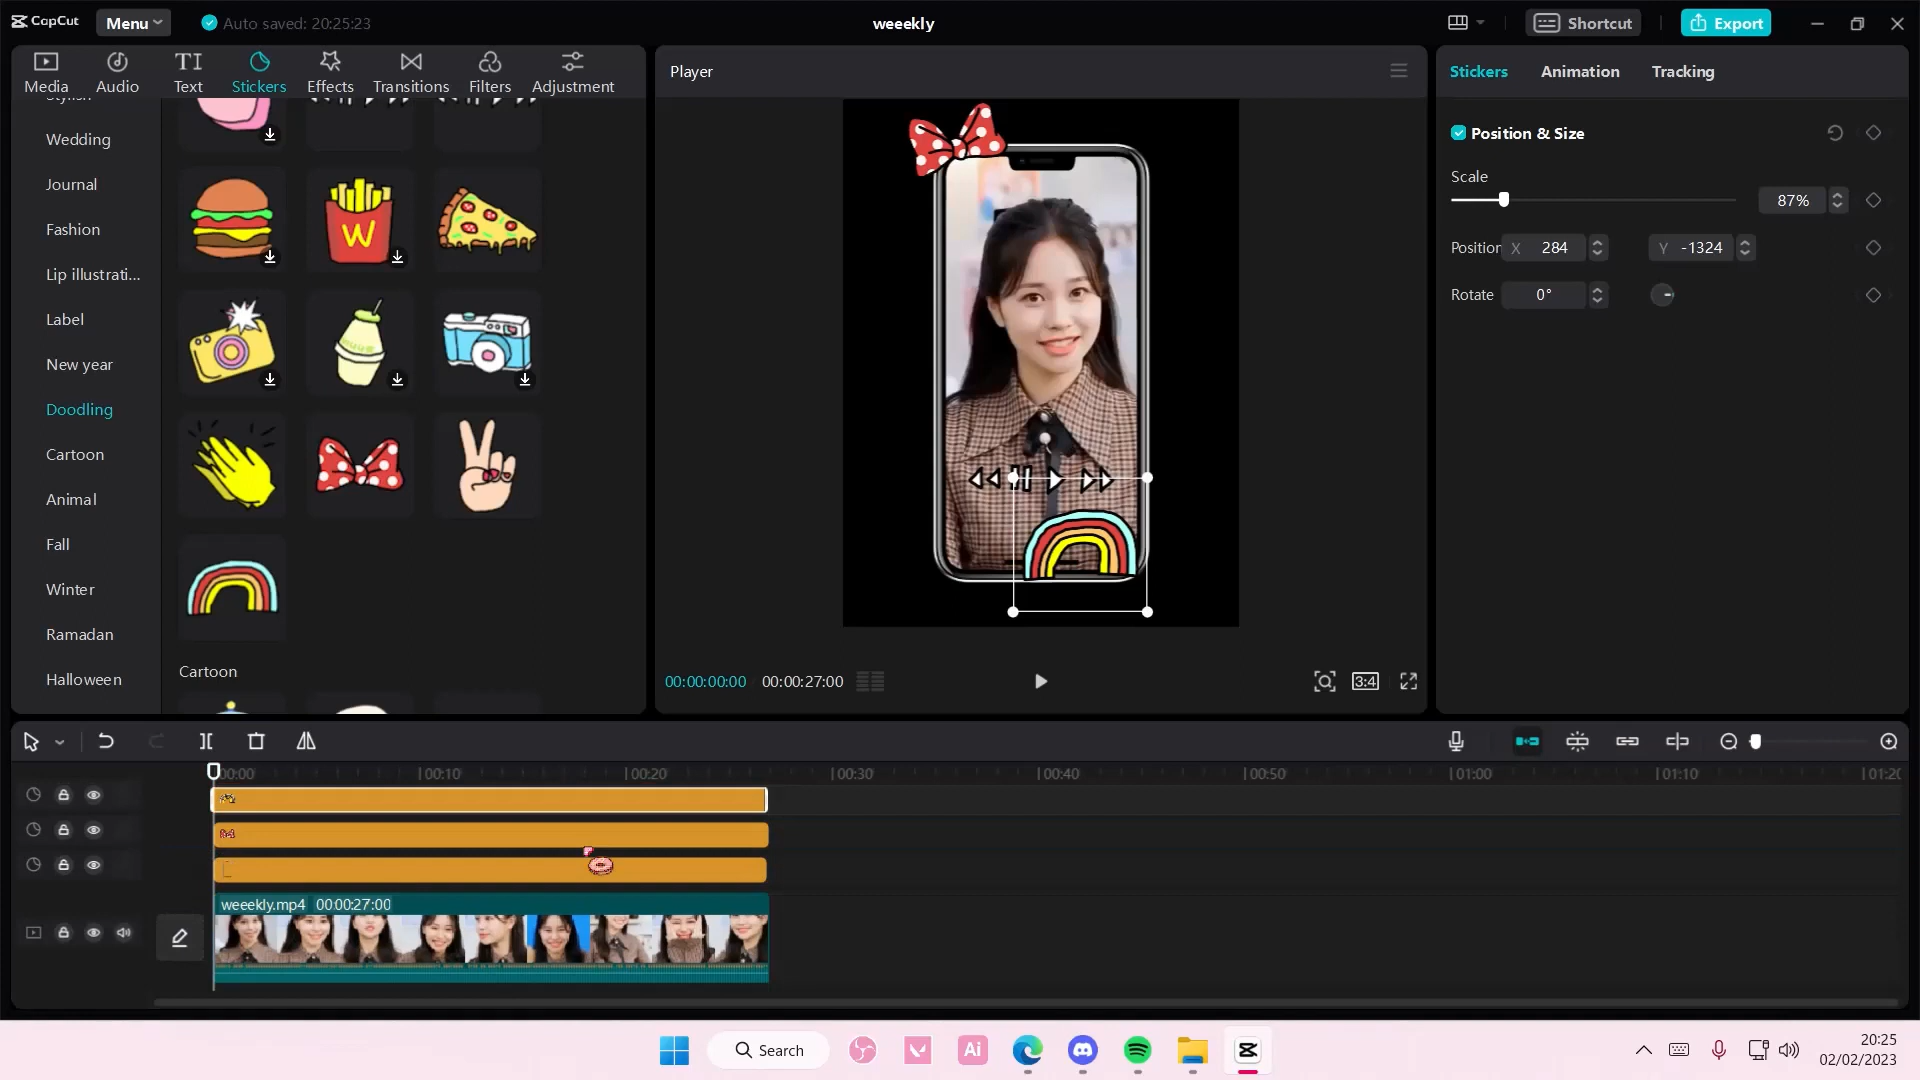 CapCut
Menu
Auto saved: 20:25:23
weeekly
Shortcut
Export
Media
Audio
Text
Stickers
Effects
Transitions
Filters
Adjustment
Wedding
Journal
Fashion
Lip illustrati...
Label
New year
Doodling
Cartoon
Animal
Fall
Winter
Ramadan
Halloween
W
Cartoon
Player
00:00:00:00
00:00:27:00
3:4
Stickers
Animation
Tracking
Position & Size
Scale
87%
Position
X 284
Y -1324
Rotate
0°
00:00
00:10
00:20
00:30
00:40
00:50
01:00
01:10
01:20
weeekly.mp4 00:00:27:00
Search
Ai
20:25
02/02/2023